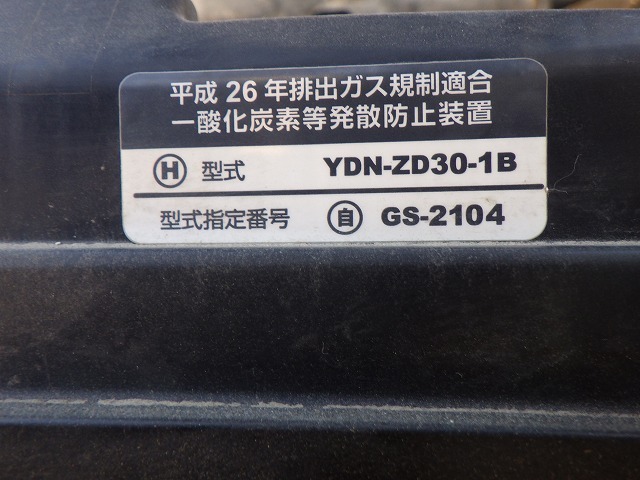 平成 26 年排出ガス規制適合
一酸化炭素等発散防止装置
Ⓗ 型式 YDN-ZD30-1B
型式指定番号 自 GS-2104